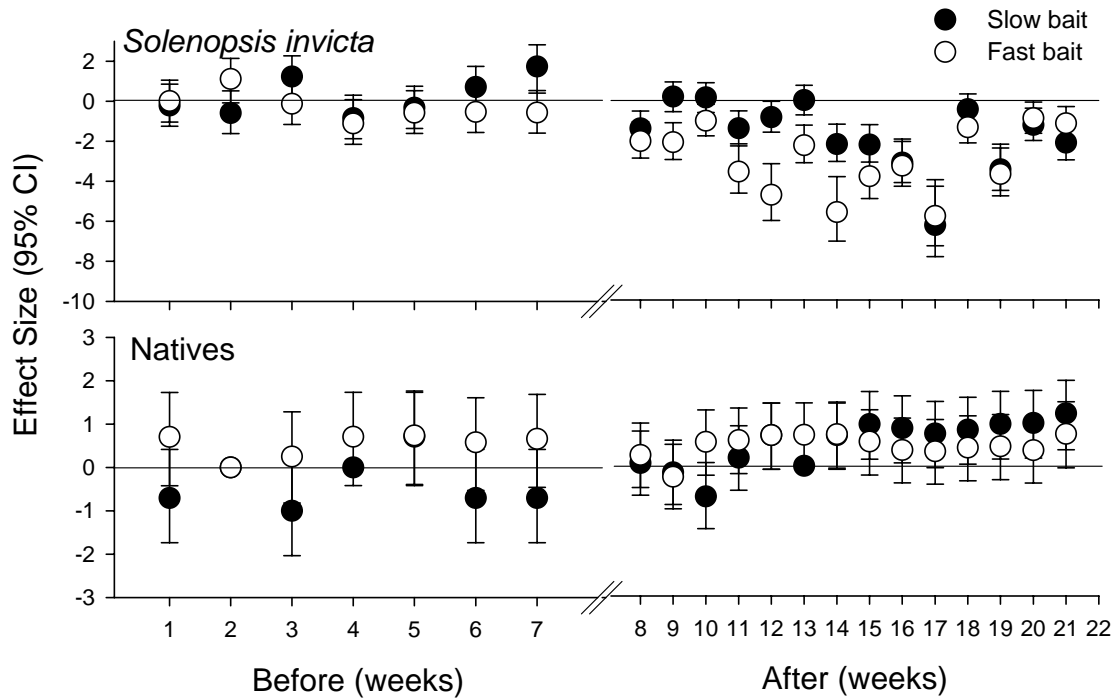 Slow bait
Fast bait
Solenopsis invicta
2
0
-2
-4
-6
-8
-10
Effect Size (95% CI)
Natives
3
2
1
0
-1
-2
-3
1 2 3 4 5 6 7 8 9 10 11 12 13 14 15 16 17 18 19 20 21 22
Before (weeks) After (weeks)